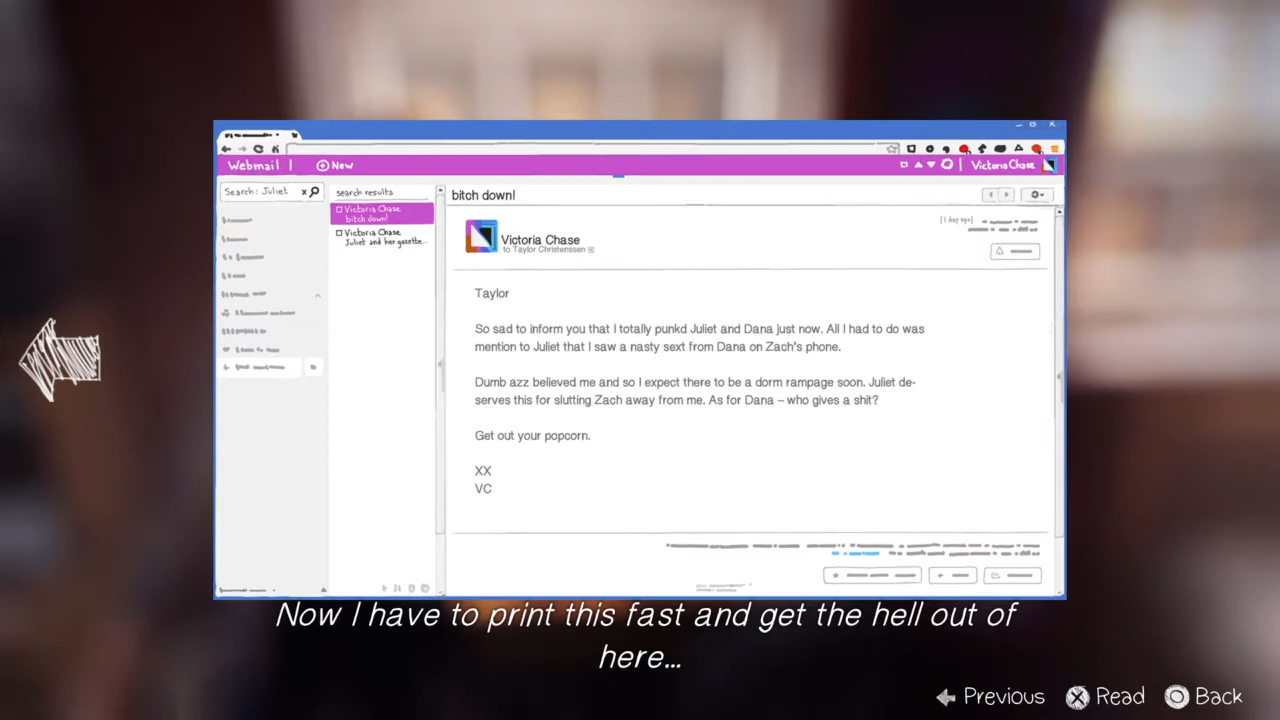 Webmail |
New
Victoria Chase
Search: Juliet x
search results
Victoria Chase
bitch down!
Victoria Chase
Juliet and her gazette...
bitch down!
[1 day ago]
Victoria Chase
to Taylor Christenssen
Taylor
So sad to inform you that I totally punkd Juliet and Dana just now. All I had to do was
mention to Juliet that I saw a nasty sext from Dana on Zach's phone.
Dumb azz believed me and so I expect there to be a dorm rampage soon. Juliet de-
serves this for slutting Zach away from me. As for Dana – who gives a shit?
Get out your popcorn.
XX
VC
Now I have to print this fast and get the hell out of
here...
Previous
Read
Back